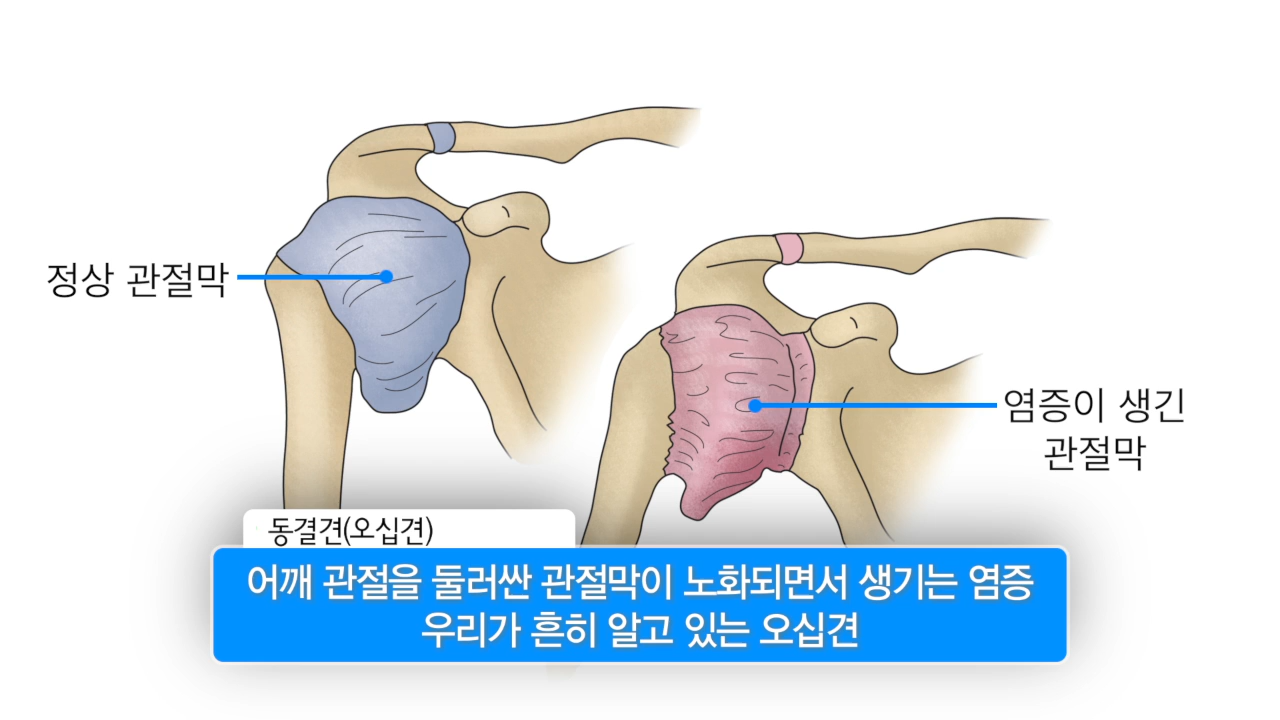 정상 관절막
염증이 생긴
관절막
동결견(오십견)
어깨 관절을 둘러싼 관절막이 노화되면서 생기는 염증
우리가 흔히 알고 있는 오십견